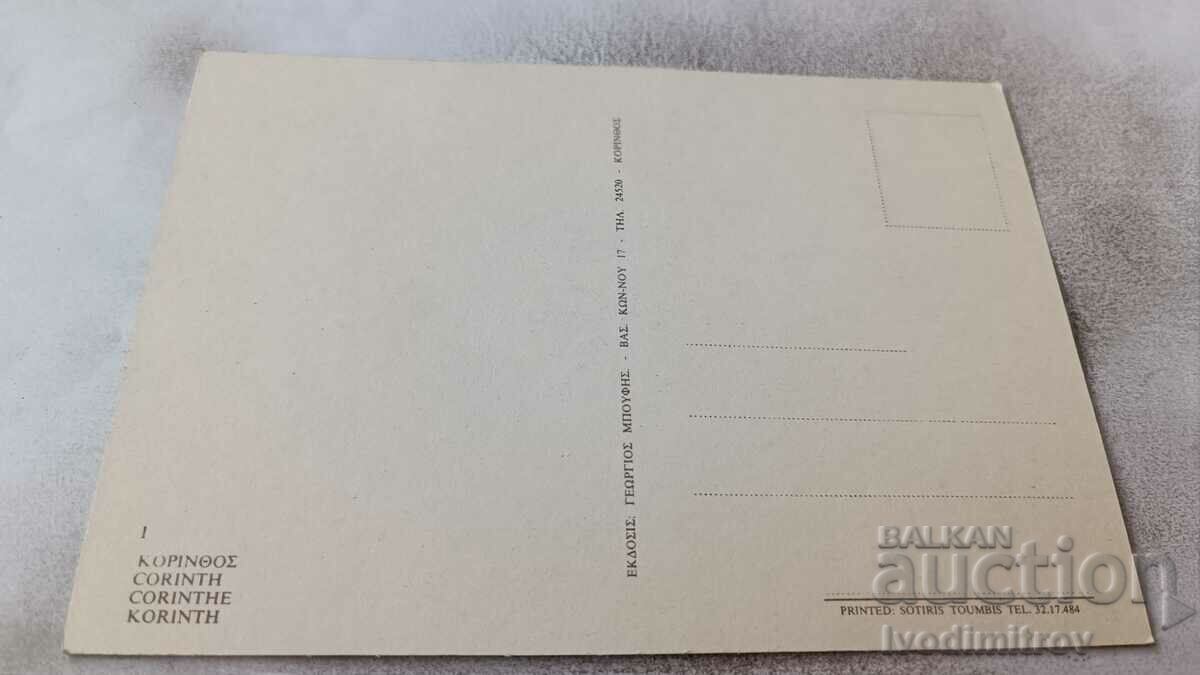 1
ΚΟΡΙΝΘΟΣ
CORINTH
CORINTHE
KORINTH
ΕΚΔΟΣΙΣ: ΓΕΩΡΓΙΟΣ ΜΠΟΥΦΗΣ. - ΒΑΣ. ΚΩΝ-ΝΟΥ 17 - ΤΗΛ. 24520 - ΚΟΡΙΝΘΟΣ
PRINTED: SOTIRIS TOUMBIS TEL. 32.17.484
BALKAN
auction
Ivodimitrov